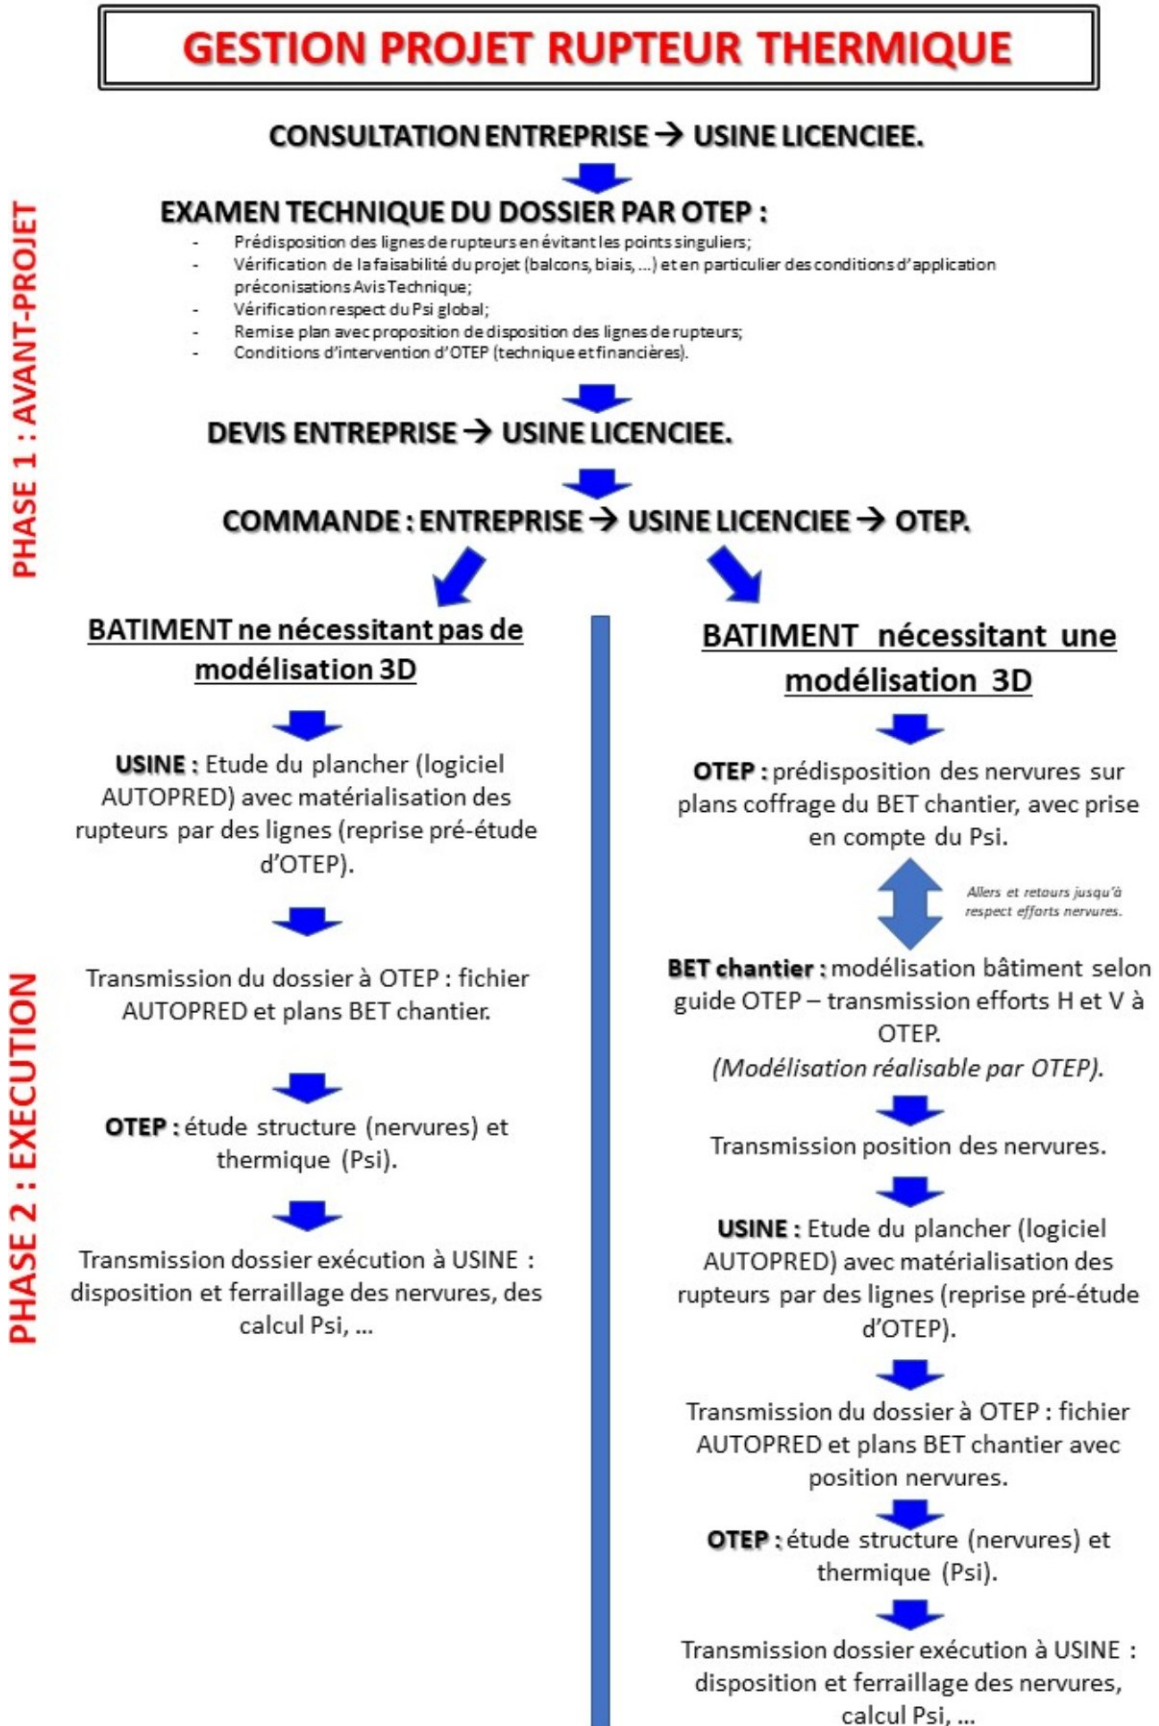 GESTION PROJET RUPTEUR THERMIQUE
PHASE 1 : AVANT-PROJET
CONSULTATION ENTREPRISE → USINE LICENCIEE.
EXAMEN TECHNIQUE DU DOSSIER PAR OTEP :
- Prédisposition des lignes de rupteurs en évitant les points singuliers;
- Vérification de la faisabilité du projet (balcons, biais, ...) et en particulier des conditions d'application
préconisations Avis Technique;
- Vérification respect du Psi global;
- Remise plan avec proposition de disposition des lignes de rupteurs;
- Conditions d'intervention d'OTEP (technique et financières).
DEVIS ENTREPRISE → USINE LICENCIEE.
COMMANDE : ENTREPRISE → USINE LICENCIEE → OTEP.
PHASE 2 : EXECUTION
BATIMENT ne nécessitant pas de
modélisation 3D
USINE : Etude du plancher (logiciel
AUTOPRED) avec matérialisation des
rupteurs par des lignes (reprise pré-étude
d'OTEP).
Transmission du dossier à OTEP : fichier
AUTOPRED et plans BET chantier.
OTEP : étude structure (nervures) et
thermique (Psi).
Transmission dossier exécution à USINE :
disposition et ferraillage des nervures, des
calcul Psi, ...
BATIMENT nécessitant une
modélisation 3D
OTEP : prédisposition des nervures sur
plans coffrage du BET chantier, avec prise
en compte du Psi.
Allers et retours jusqu'à
respect efforts nervures.
BET chantier : modélisation bâtiment selon
guide OTEP – transmission efforts H et V à
OTEP.
(Modélisation réalisable par OTEP).
Transmission position des nervures.
USINE : Etude du plancher (logiciel
AUTOPRED) avec matérialisation des
rupteurs par des lignes (reprise pré-étude
d'OTEP).
Transmission du dossier à OTEP : fichier
AUTOPRED et plans BET chantier avec
position nervures.
OTEP : étude structure (nervures) et
thermique (Psi).
Transmission dossier exécution à USINE :
disposition et ferraillage des nervures,
calcul Psi, ...